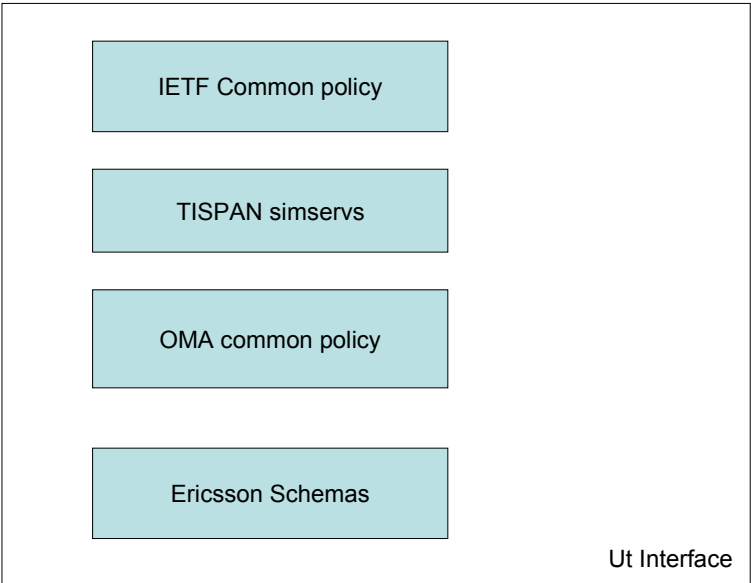 IETF Common policy
TISPAN simservs
OMA common policy
Ericsson Schemas
Ut Interface